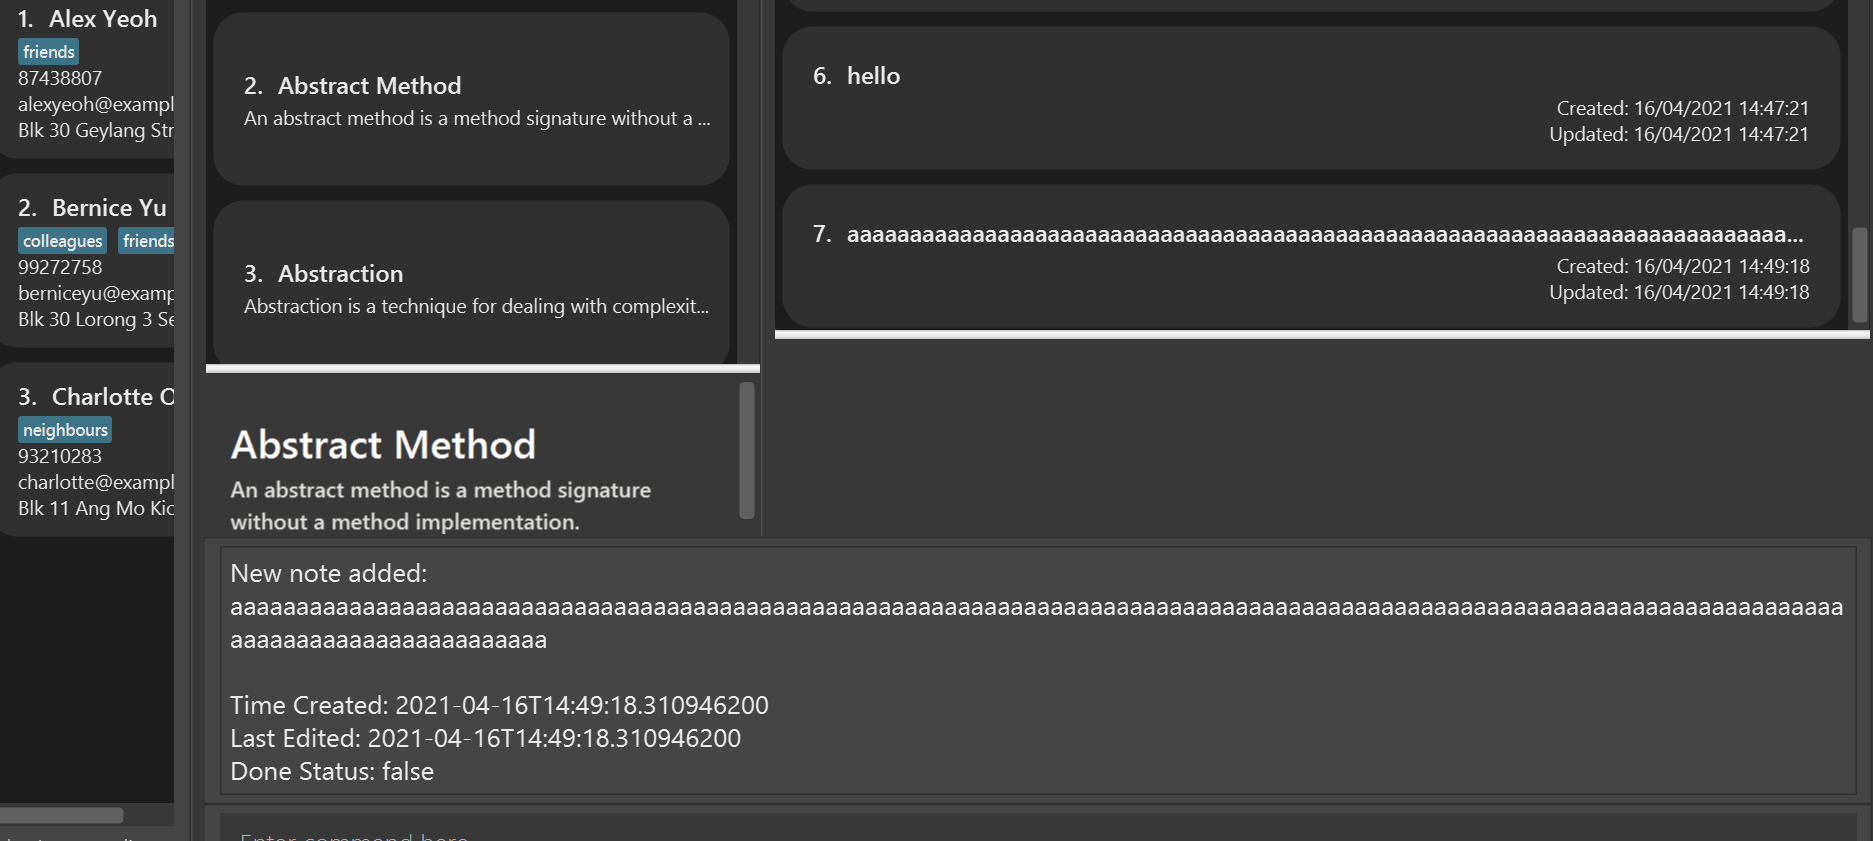 1. Alex Yeoh
friends
87438807
alexyeoh@exampl
Blk 30 Geylang Str
2. Bernice Yu
colleagues friends
99272758
berniceyu@examp
Blk 30 Lorong 3 Se
3. Charlotte O
neighbours
93210283
charlotte@exampl
Blk 11 Ang Mo Kio
2. Abstract Method
An abstract method is a method signature without a ...
3. Abstraction
Abstraction is a technique for dealing with complexit...
Abstract Method
An abstract method is a method signature
without a method implementation.
6. hello
Created: 16/04/2021 14:47:21
Updated: 16/04/2021 14:47:21
7. aaaaaaaaaaaaaaaaaaaaaaaaaaaaaaaaaaaaaaaaaaaaaaaaaaaaaaaaaaaaaaaaaaaaaaaaaaa...
Created: 16/04/2021 14:49:18
Updated: 16/04/2021 14:49:18
New note added:
aaaaaaaaaaaaaaaaaaaaaaaaaaaaaaaaaaaaaaaaaaaaaaaaaaaaaaaaaaaaaaaaaaaaaaaaaaaaaaaaaaaaaaaaaaaaaaaaaaaaaaaaaaaaaaaaaaaaaaaaaa
aaaaaaaaaaaaaaaaaaaaaaaa
Time Created: 2021-04-16T14:49:18.310946200
Last Edited: 2021-04-16T14:49:18.310946200
Done Status: false
Enter command here